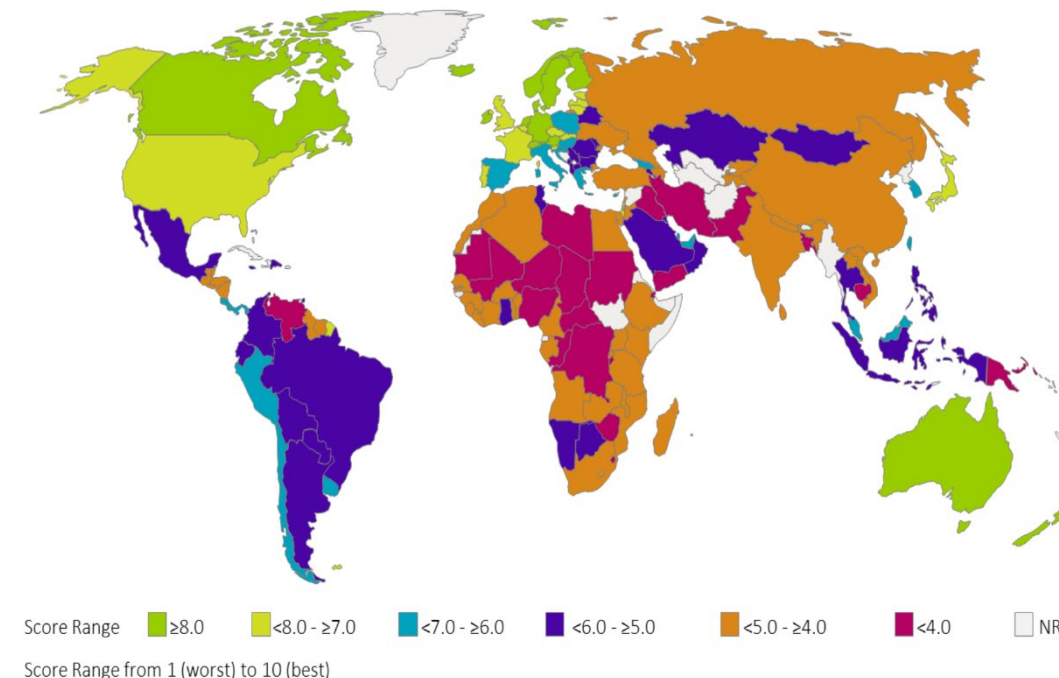 Score Range ≥8.0 <8.0 - ≥7.0 <7.0 - ≥6.0 <6.0 - ≥5.0 <5.0 - ≥4.0 <4.0 NR
Score Range from 1 (worst) to 10 (best)